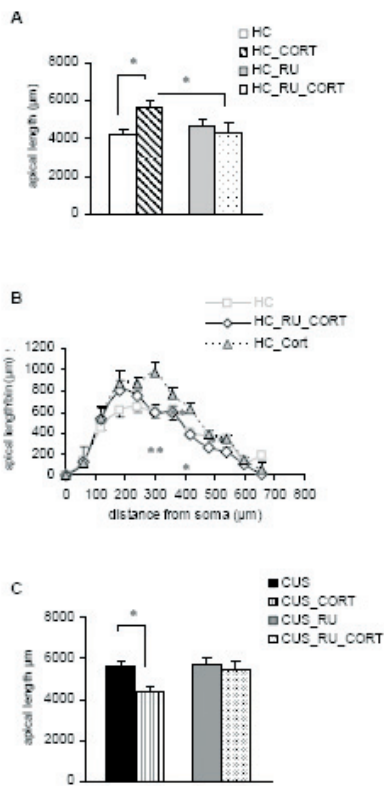 A
HC
HC_CORT
HC_RU
HC_RU_CORT
apical length (µm)
8000
6000
4000
2000
0
*
*
B
HC
HC_RU_CORT
HC_Cort
apical length/bin (µm)
1200
1000
800
600
400
200
0
**
*
0 100 200 300 400 500 600 700 800
distance from soma (µm)
C
CUS
CUS_CORT
CUS_RU
CUS_RU_CORT
apical length µm
8000
6000
4000
2000
0
*